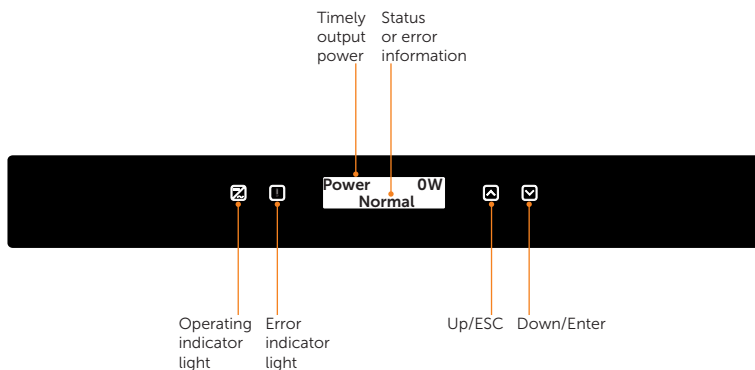 Timely
output
power
Status
or error
information
Power 0W
Normal
Operating
indicator
light
Error
indicator
light
Up/ESC
Down/Enter